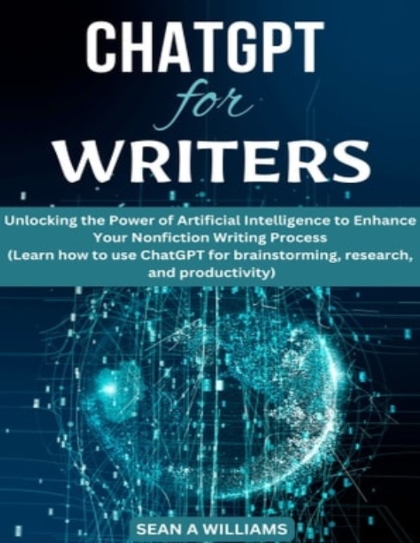 CHATGPT
for
WRITERS
Unlocking the Power of Artificial Intelligence to Enhance
Your Nonfiction Writing Process
(Learn how to use ChatGPT for brainstorming, research,
and productivity)
SEAN A WILLIAMS